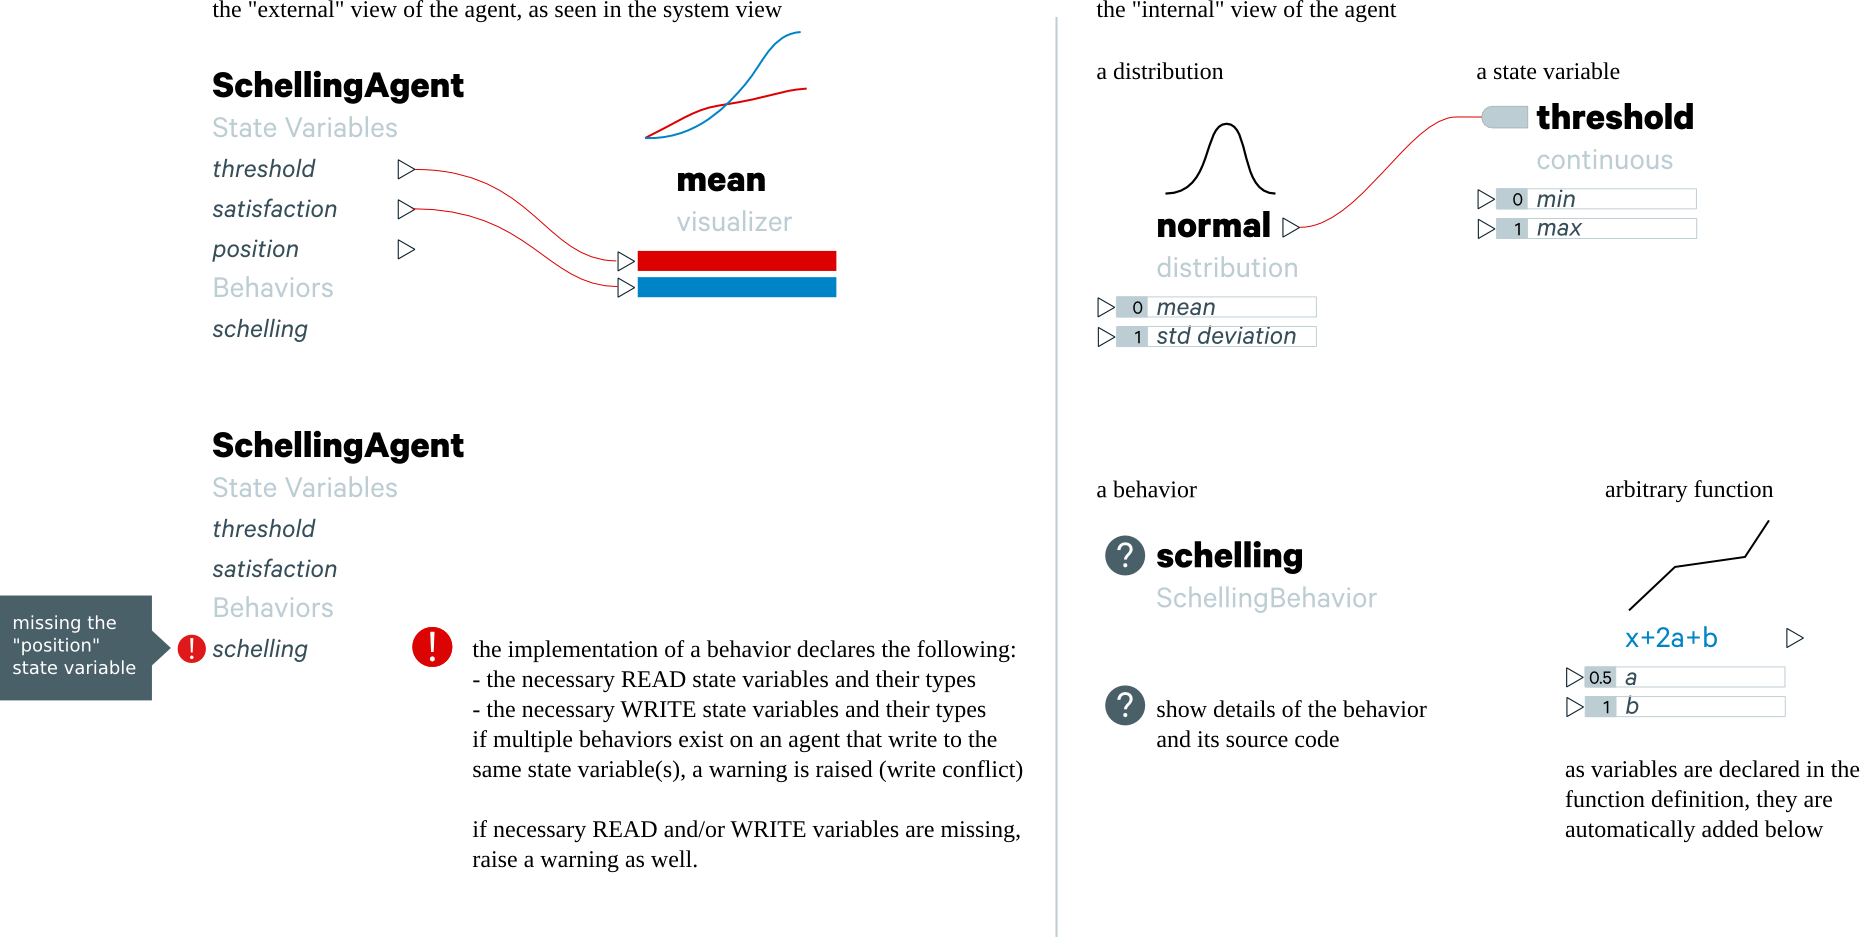 the "external" view of the agent, as seen in the system view
SchellingAgent
State Variables
threshold
satisfaction
position
Behaviors
schelling
mean
visualizer
SchellingAgent
State Variables
threshold
satisfaction
Behaviors
schelling
missing the
"position"
state variable
!
!
the implementation of a behavior declares the following:
- the necessary READ state variables and their types
- the necessary WRITE state variables and their types
if multiple behaviors exist on an agent that write to the
same state variable(s), a warning is raised (write conflict)
if necessary READ and/or WRITE variables are missing,
raise a warning as well.
the "internal" view of the agent
a distribution
normal
distribution
0 mean
1 std deviation
a state variable
threshold
continuous
0 min
1 max
a behavior
? schelling
SchellingBehavior
? show details of the behavior
and its source code
arbitrary function
x+2a+b
0.5 a
1 b
as variables are declared in the
function definition, they are
automatically added below